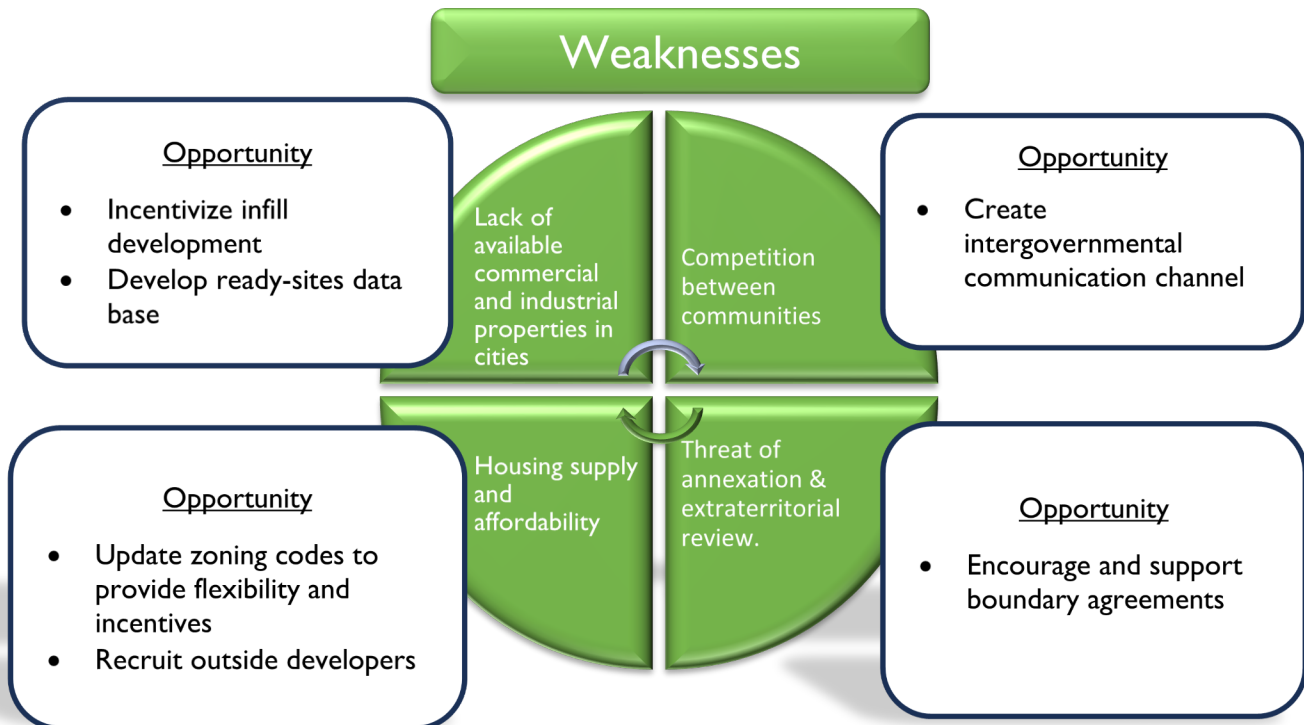 Weaknesses
Opportunity
• Incentivize infill
development
• Develop ready-sites data
base
Lack of
available
commercial
and industrial
properties in
cities
Competition
between
communities
Opportunity
• Create
intergovernmental
communication channel
Opportunity
• Update zoning codes to
provide flexibility and
incentives
• Recruit outside developers
Housing supply
and
affordability
Threat of
annexation &
extraterritorial
review.
Opportunity
• Encourage and support
boundary agreements